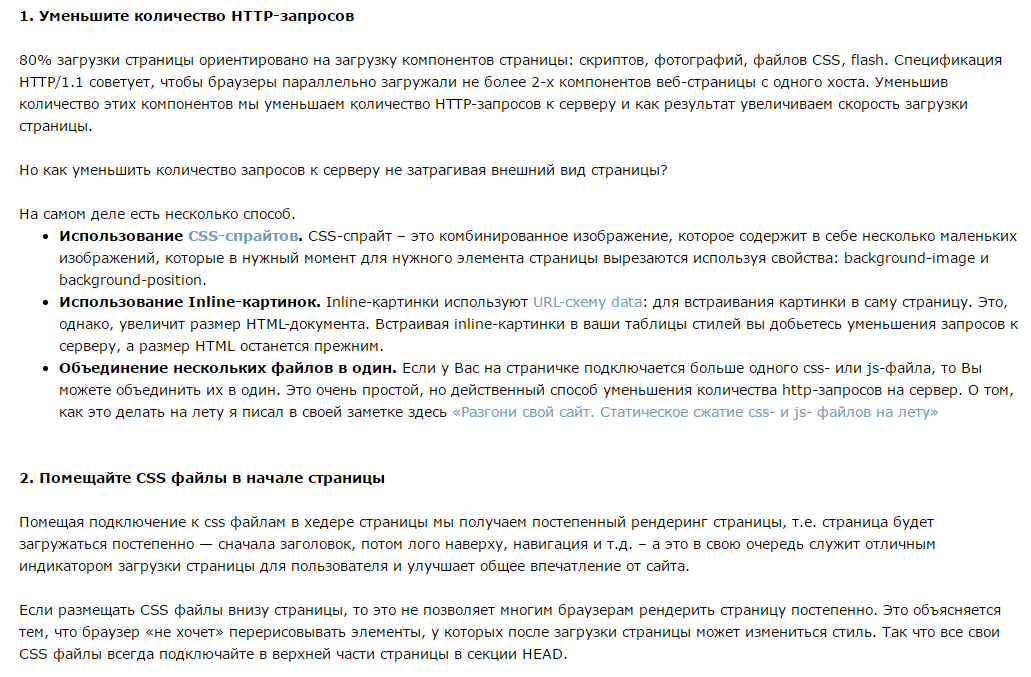 1. Уменьшите количество HTTP-запросов
80% загрузки страницы ориентировано на загрузку компонентов страницы: скриптов, фотографий, файлов CSS, flash. Спецификация
HTTP/1.1 советует, чтобы браузеры параллельно загружали не более 2-х компонентов веб-страницы с одного хоста. Уменьшив
количество этих компонентов мы уменьшаем количество HTTP-запросов к серверу и как результат увеличиваем скорость загрузки
страницы.
Но как уменьшить количество запросов к серверу не затрагивая внешний вид страницы?
На самом деле есть несколько способ.
• Использование CSS-спрайтов. CSS-спрайт – это комбинированное изображение, которое содержит в себе несколько маленьких
изображений, которые в нужный момент для нужного элемента страницы вырезаются используя свойства: background-image и
background-position.
• Использование Inline-картинок. Inline-картинки используют URL-схему data: для встраивания картинки в саму страницу. Это,
однако, увеличит размер HTML-документа. Встраивая inline-картинки в ваши таблицы стилей вы добьетесь уменьшения запросов к
серверу, а размер HTML останется прежним.
• Объединение нескольких файлов в один. Если у Вас на страничке подключается больше одного css- или js-файла, то Вы
можете объединить их в один. Это очень простой, но действенный способ уменьшения количества http-запросов на сервер. О том,
как это делать на лету я писал в своей заметке здесь «Разгони свой сайт. Статическое сжатие css- и js- файлов на лету»
2. Помещайте CSS файлы в начале страницы
Помещая подключение к css файлам в хедере страницы мы получаем постепенный рендеринг страницы, т.е. страница будет
загружаться постепенно — сначала заголовок, потом лого наверху, навигация и т.д. – а это в свою очередь служит отличным
индикатором загрузки страницы для пользователя и улучшает общее впечатление от сайта.
Если размещать CSS файлы внизу страницы, то это не позволяет многим браузерам рендерить страницу постепенно. Это объясняется
тем, что браузер «не хочет» перерисовывать элементы, у которых после загрузки страницы может измениться стиль. Так что все свои
CSS файлы всегда подключайте в верхней части страницы в секции HEAD.